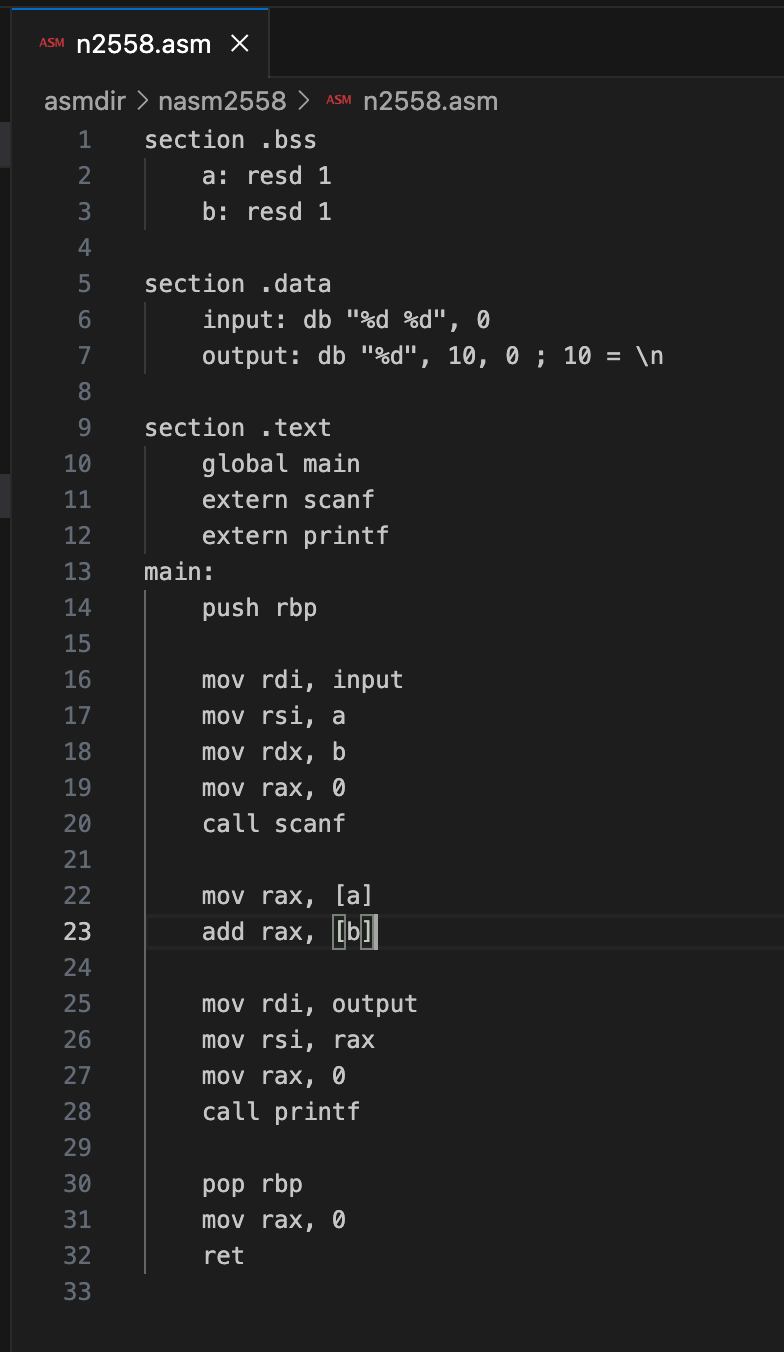 ASM n2558.asm ×
asmdir > nasm2558 > ASM n2558.asm
1 section .bss
2     a: resd 1
3     b: resd 1
4
5 section .data
6     input: db "%d %d", 0
7     output: db "%d", 10, 0 ; 10 = \n
8
9 section .text
10     global main
11     extern scanf
12     extern printf
13 main:
14     push rbp
15
16     mov rdi, input
17     mov rsi, a
18     mov rdx, b
19     mov rax, 0
20     call scanf
21
22     mov rax, [a]
23     add rax, [b]
24
25     mov rdi, output
26     mov rsi, rax
27     mov rax, 0
28     call printf
29
30     pop rbp
31     mov rax, 0
32     ret
33